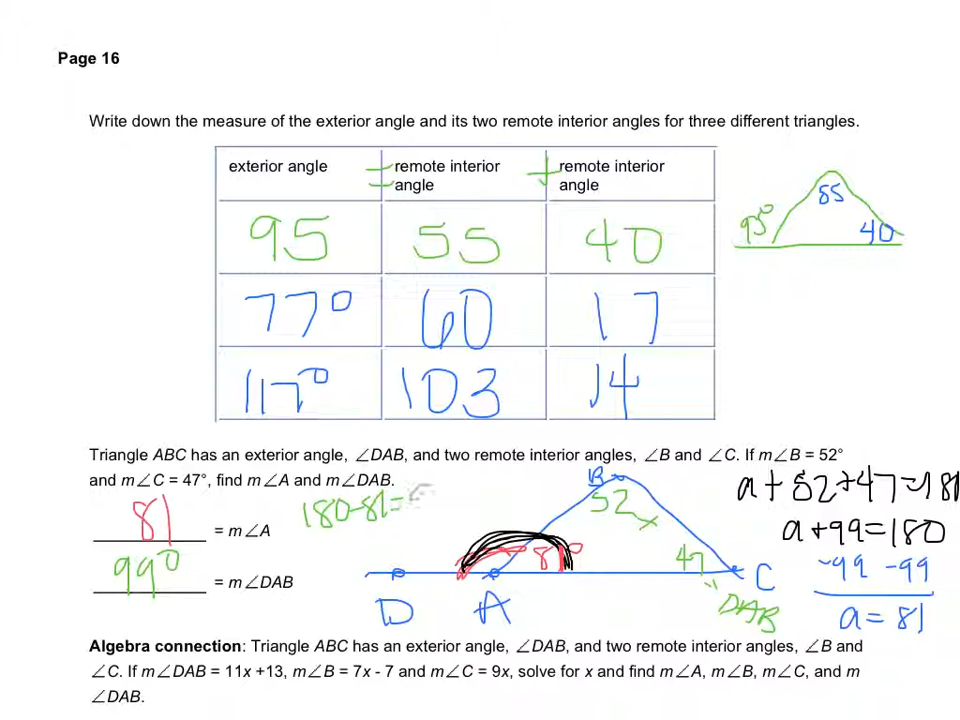 Page 16
Write down the measure of the exterior angle and its two remote interior angles for three different triangles.
exterior angle = remote interior angle + remote interior angle
95 55 40
77° 60 17
117° 103 14
95° 55 40
Triangle ABC has an exterior angle, ∠DAB, and two remote interior angles, ∠B and ∠C. If m∠B = 52°
and m∠C = 47°, find m∠A and m∠DAB.
81 = m∠A
99° = m∠DAB
180-81=
B
52
81°
47
D A C
DAB
a + 52+47=180
a+99=180
-99 -99
a = 81
Algebra connection: Triangle ABC has an exterior angle, ∠DAB, and two remote interior angles, ∠B and
∠C. If m∠DAB = 11x +13, m∠B = 7x - 7 and m∠C = 9x, solve for x and find m∠A, m∠B, m∠C, and m
∠DAB.